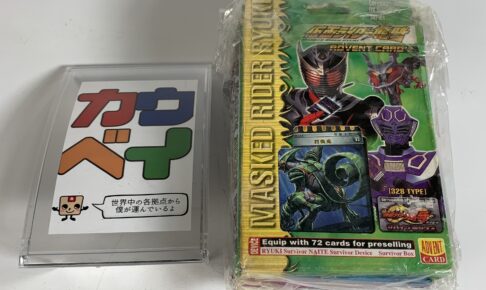 カウ
ベイ
世界中の各拠点から
僕が運んでいるよ
MASKED RIDER RYUKI
ADVENT CARD
[328 TYPE]
Equip with 72 cards for preselling
RYUKI Survivor NAITE Survivor Device Survivor Box
ADVENT
CARD